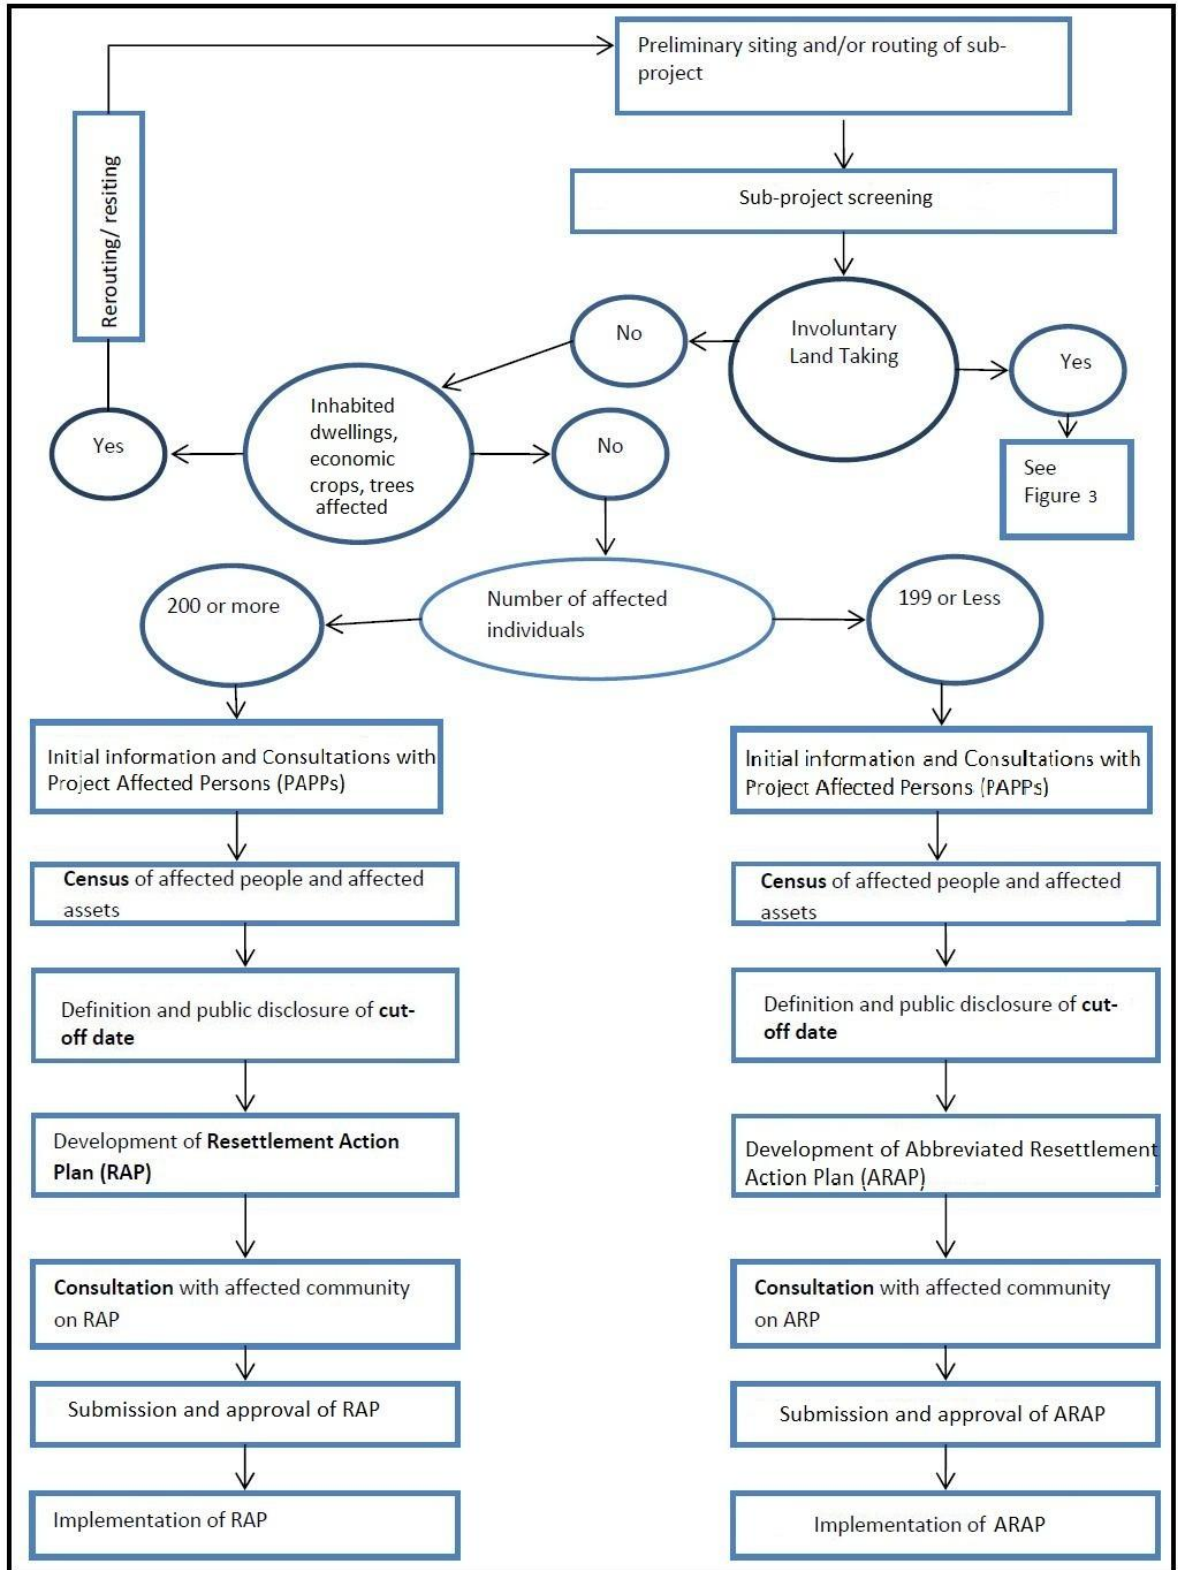 Preliminary siting and/or routing of sub-
project
Sub-project screening
Rerouting/ resiting
Involuntary
Land Taking
No
Yes
See
Figure 3
Inhabited
dwellings,
economic
crops, trees
affected
Yes
No
Number of affected
individuals
200 or more
199 or Less
Initial information and Consultations with
Project Affected Persons (PAPPs)
Census of affected people and affected
assets
Definition and public disclosure of cut-
off date
Development of Resettlement Action
Plan (RAP)
Consultation with affected community
on RAP
Submission and approval of RAP
Implementation of RAP
Initial information and Consultations with
Project Affected Persons (PAPPs)
Census of affected people and affected
assets
Definition and public disclosure of cut-
off date
Development of Abbreviated Resettlement
Action Plan (ARAP)
Consultation with affected community
on ARP
Submission and approval of ARAP
Implementation of ARAP